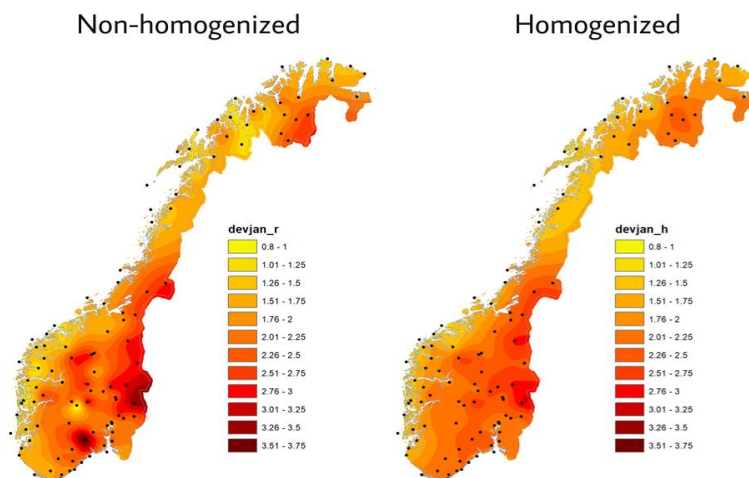 Non-homogenized
Homogenized
devjan_r
0.8 - 1
1.01 - 1.25
1.26 - 1.5
1.51 - 1.75
1.76 - 2
2.01 - 2.25
2.26 - 2.5
2.51 - 2.75
2.76 - 3
3.01 - 3.25
3.26 - 3.5
3.51 - 3.75
devjan_h
0.8 - 1
1.01 - 1.25
1.26 - 1.5
1.51 - 1.75
1.76 - 2
2.01 - 2.25
2.26 - 2.5
2.51 - 2.75
2.76 - 3
3.01 - 3.25
3.26 - 3.5
3.51 - 3.75